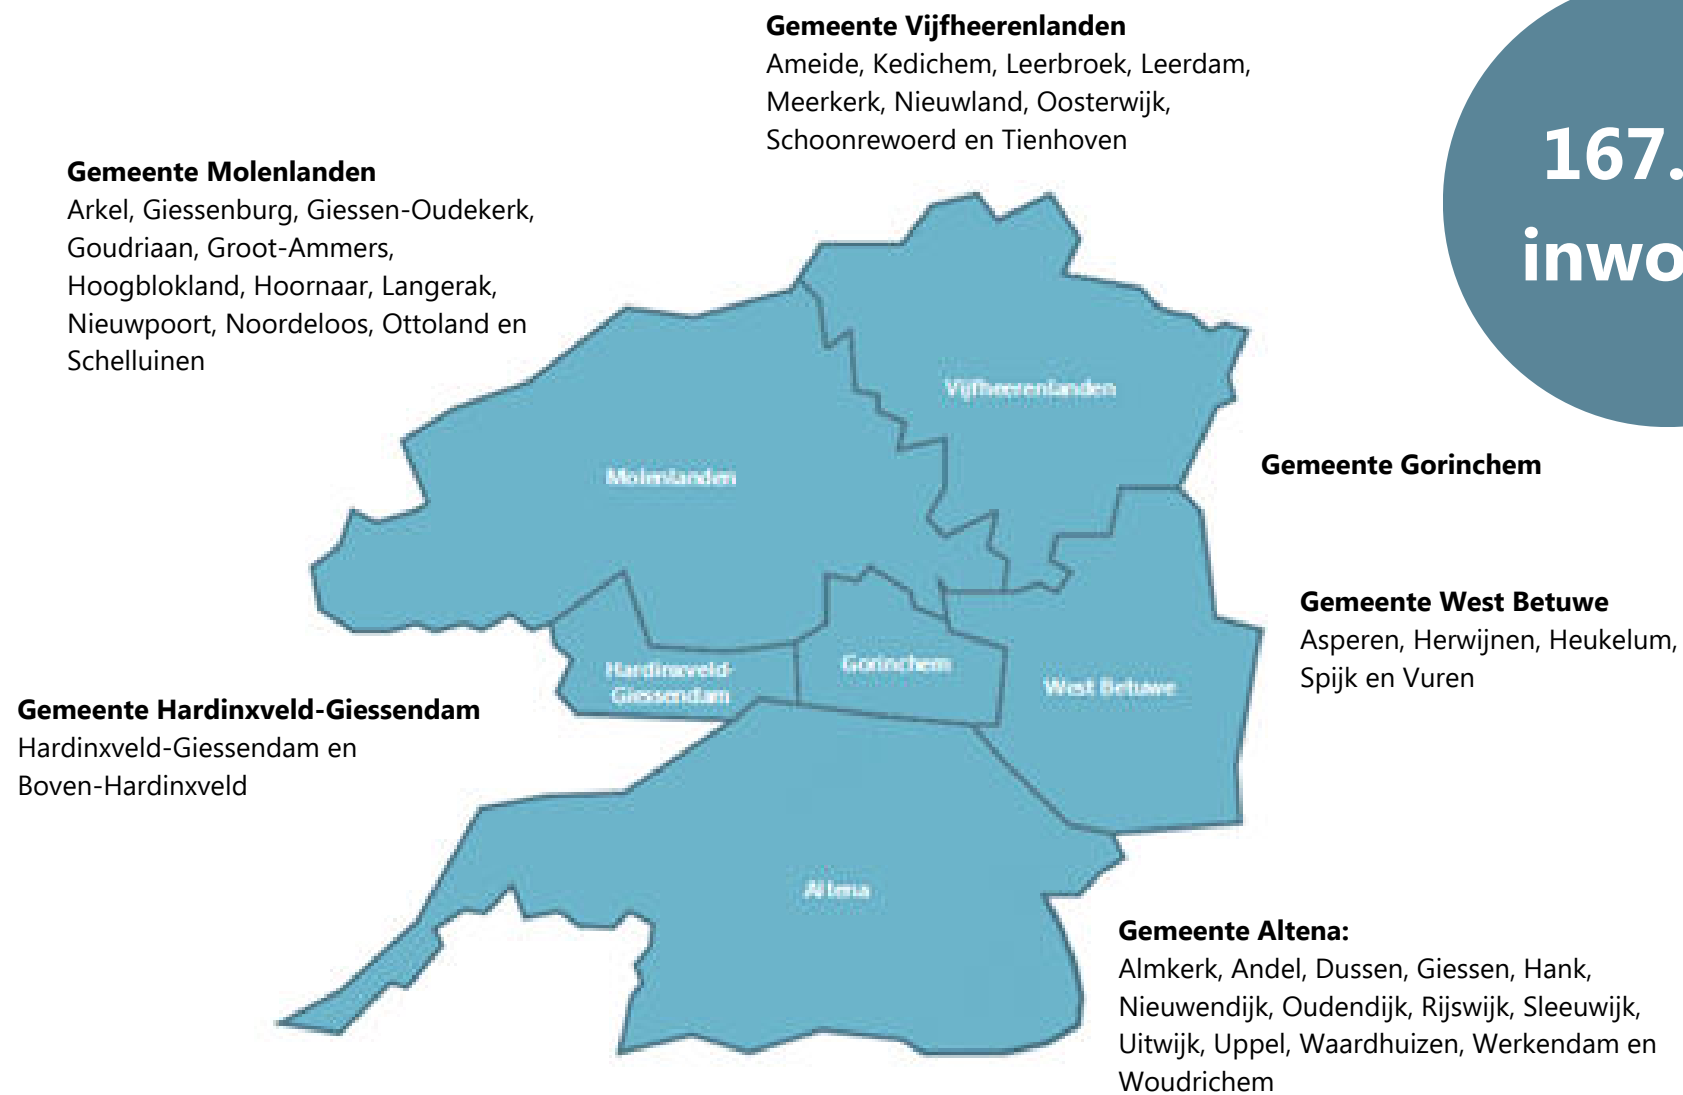 Gemeente Vijfheerenlanden
Ameide, Kedichem, Leerbroek, Leerdam,
Meerkerk, Nieuwland, Oosterwijk,
Schoonrewoerd en Tienhoven
167.
inwo
Gemeente Molenlanden
Arkel, Giessenburg, Giessen-Oudekerk,
Goudriaan, Groot-Ammers,
Hoogblokland, Hoornaar, Langerak,
Nieuwpoort, Noordeloos, Ottoland en
Schelluinen
Vijfheerenlanden
Molenlanden
Gemeente Gorinchem
Gemeente West Betuwe
Asperen, Herwijnen, Heukelum,
Spijk en Vuren
Hardinxveld-
Giessendam
Gorinchem
West Betuwe
Gemeente Hardinxveld-Giessendam
Hardinxveld-Giessendam en
Boven-Hardinxveld
Altena
Gemeente Altena:
Almkerk, Andel, Dussen, Giessen, Hank,
Nieuwendijk, Oudendijk, Rijswijk, Sleeuwijk,
Uitwijk, Uppel, Waardhuizen, Werkendam en
Woudrichem